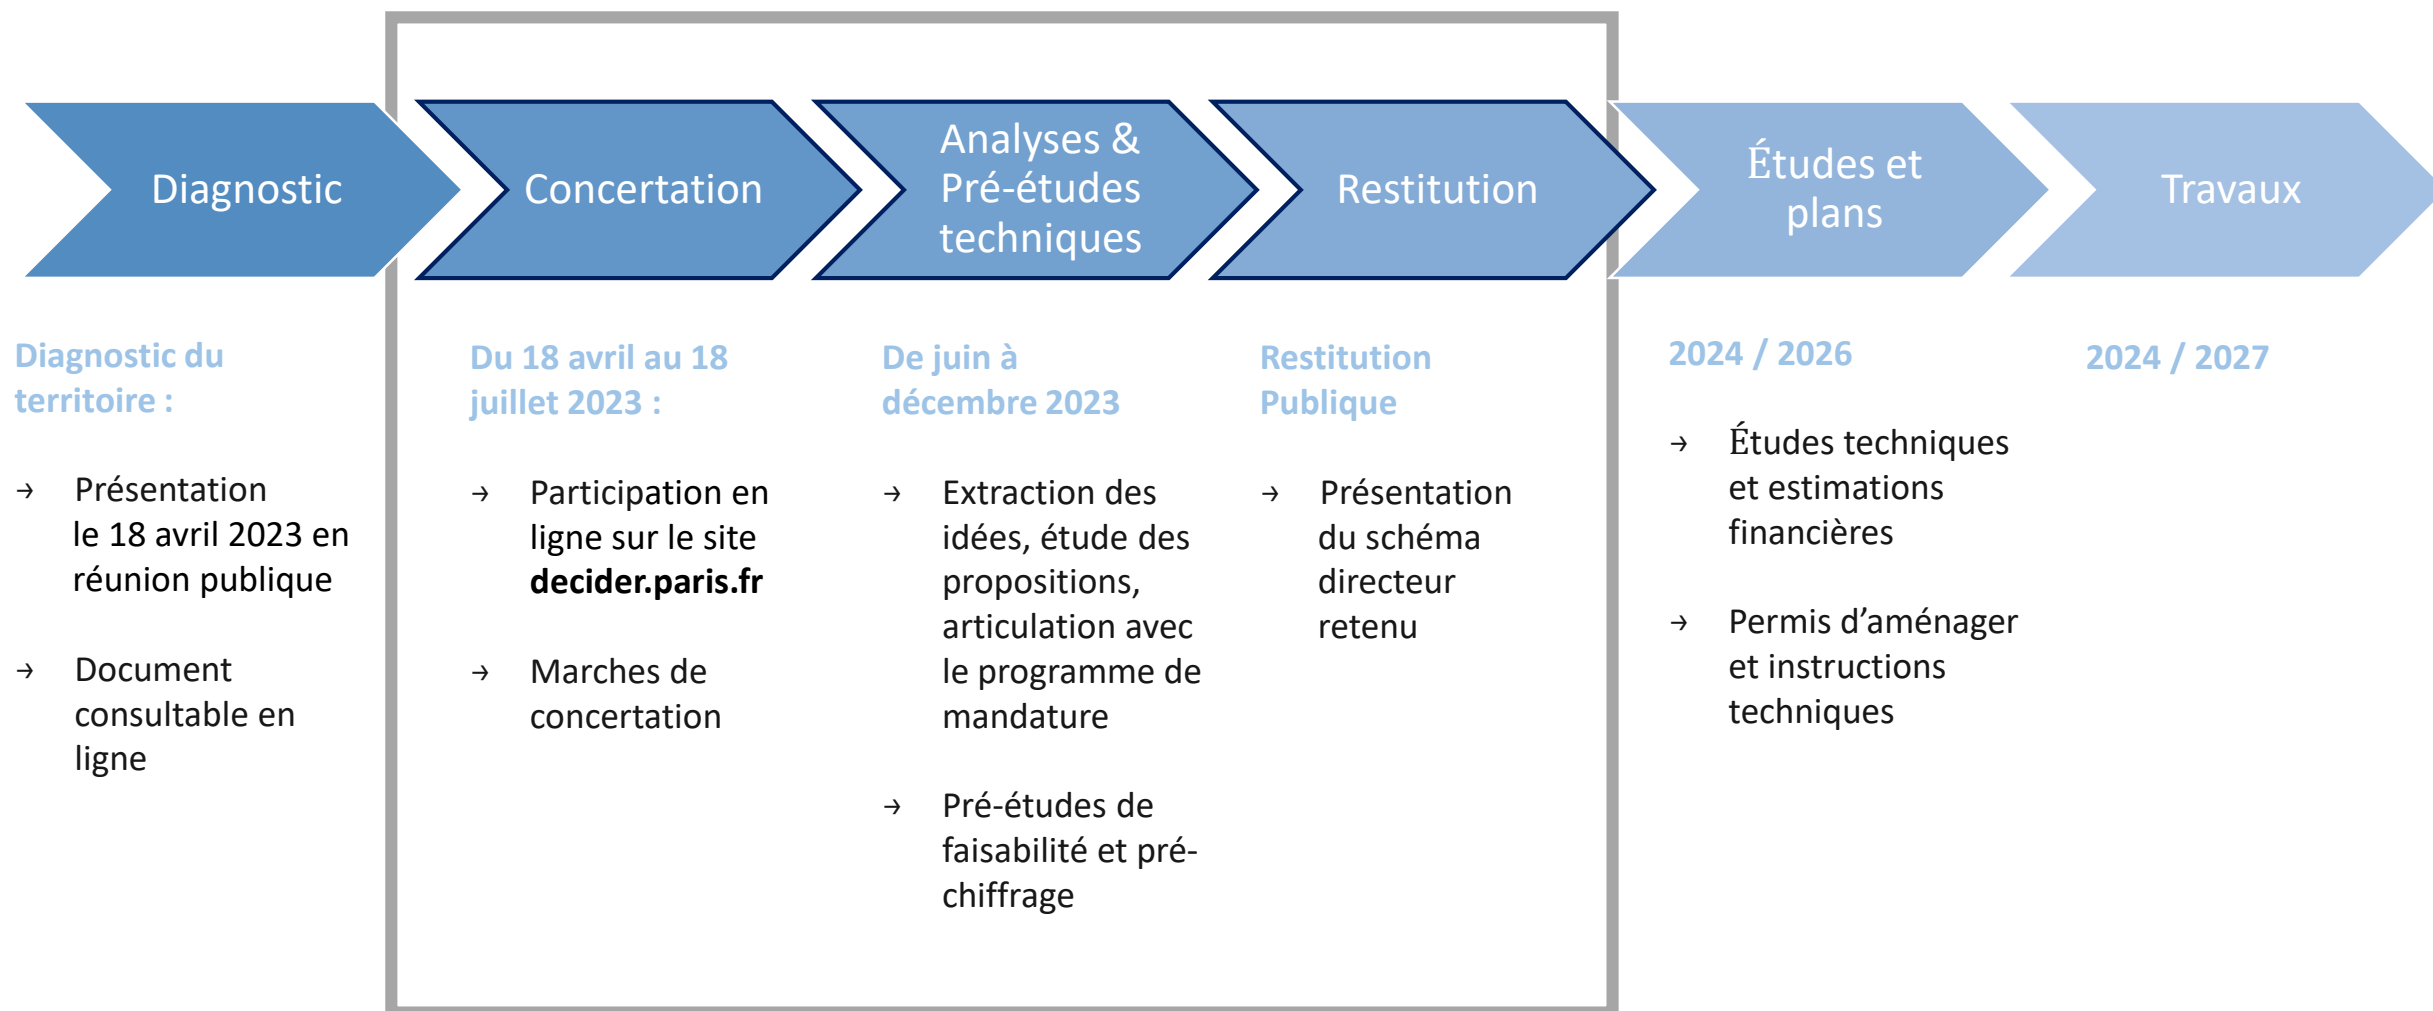 Diagnostic
Concertation
Analyses &
Pré-études
techniques
Restitution
Études et
plans
Travaux
Diagnostic du
territoire :
→ Présentation
le 18 avril 2023 en
réunion publique
→ Document
consultable en
ligne
Du 18 avril au 18
juillet 2023 :
→ Participation en
ligne sur le site
decider.paris.fr
→ Marches de
concertation
De juin à
décembre 2023
→ Extraction des
idées, étude des
propositions,
articulation avec
le programme de
mandature
→ Pré-études de
faisabilité et pré-
chiffrage
Restitution
Publique
→ Présentation
du schéma
directeur
retenu
2024 / 2026
→ Études techniques
et estimations
financières
→ Permis d’aménager
et instructions
techniques
2024 / 2027